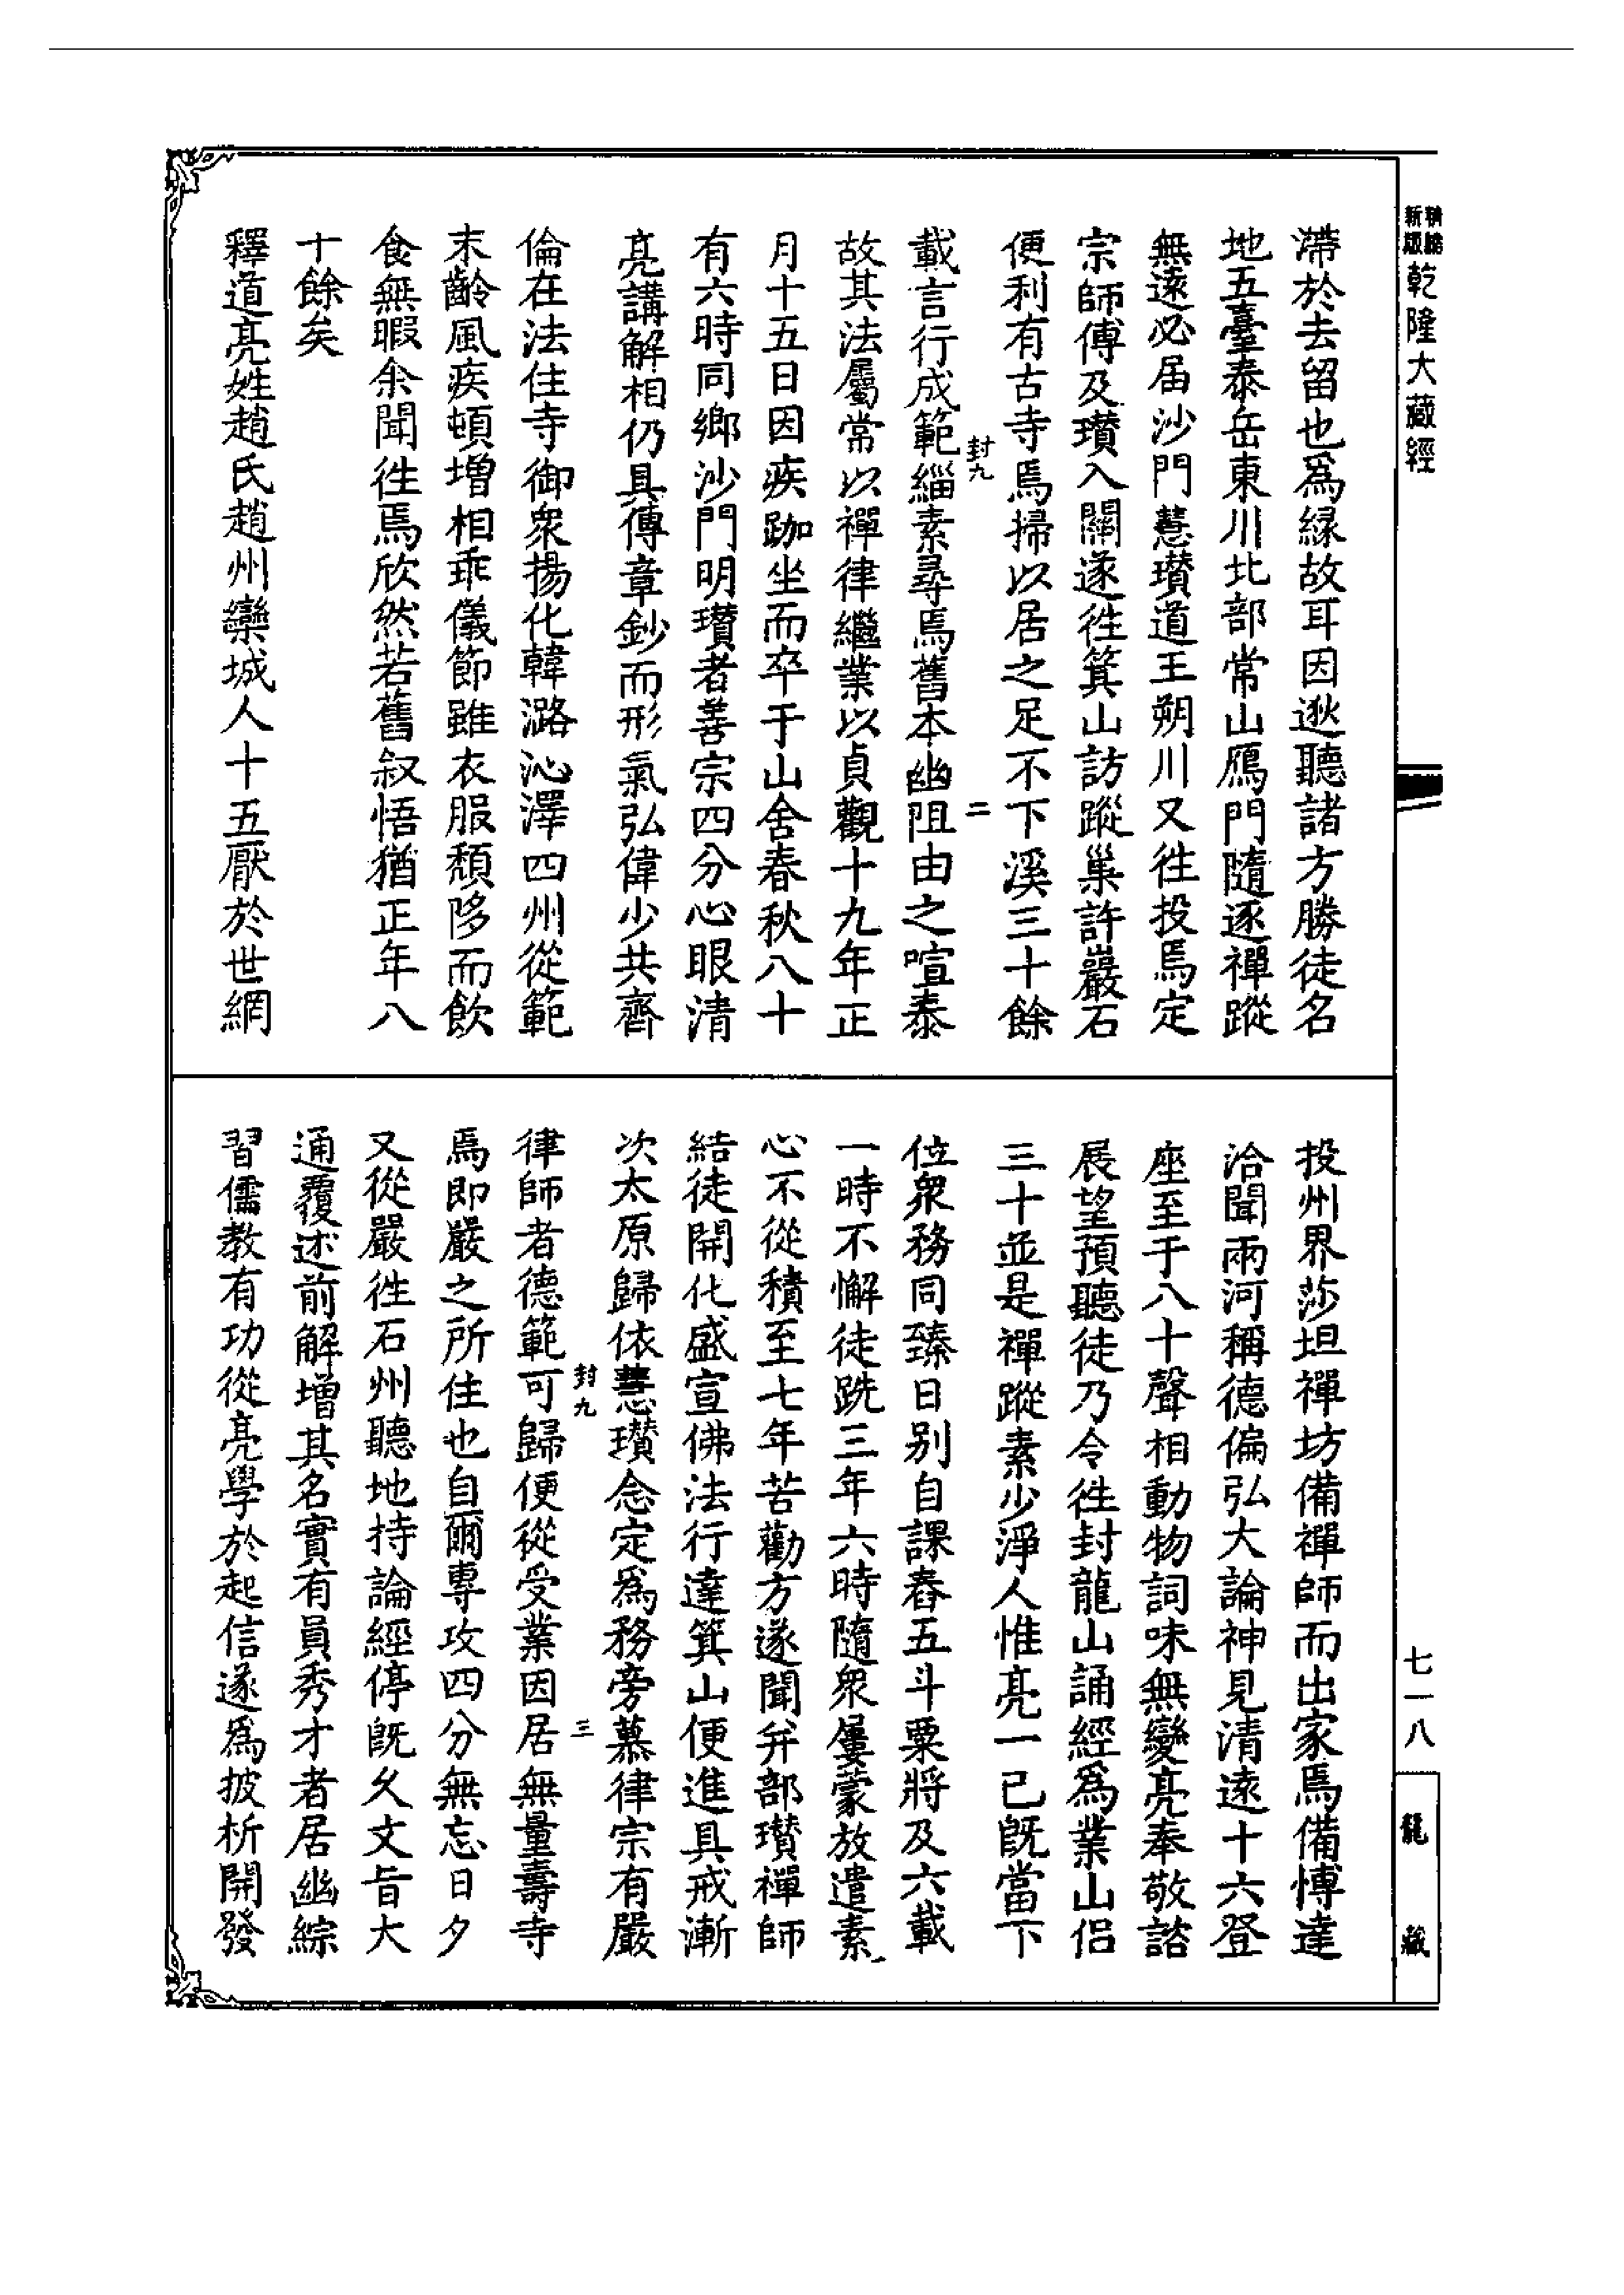 新
乾隆大藏經
滯於去留也為緣故耳因逖聽諸方勝徒名
地五臺泰岳東川北部常山鴈門隨逐禪蹤
無遠必届沙門慧瓚道王朔川又徃投焉定
宗師傅及瓚入關遂徃箕山訪蹤巢許巖石
便利有古寺焉掃以居之足不下溪三十餘
封九 二
載言行成範緇素尋焉舊本幽阻由之喧泰
故其法屬常以禪律繼業以貞觀十九年正
月十五日因疾跏坐而卒于山舍春秋八十
有六時同鄉沙門明瓚者善宗四分心眼清
亮講解相仍具傳章鈔而形氣弘偉少共齊
倫在法住寺御衆揚化韓潞沁澤四州從範
末齡風疾頓增相乖儀節雖衣服頹陊而飲
食無暇余聞徃焉欣然若舊叙悟猶正年八
十餘矣
釋道亮姓趙氏趙州欒城人十五厭於世網
投州界莎坦禪坊備禪師而出家焉備博達
洽聞兩河稱德偏弘大論神見清遠十六登
座至于八十聲相動物詞味無變亮奉敬諮
展望預聽徒乃令徃封龍山誦經為業山侶
三十並是禪蹤素少淨人惟亮一已既當下
位衆務同臻日别自課舂五斗粟將及六載
一時不懈徒跣三年六時隨衆屢蒙放遣素
心不從積至七年苦勸方遂聞并部瓚禪師
結徒開化盛宣佛法行達箕山便進具戒漸
次太原歸依慧瓚念定為務旁慕律宗有嚴
封九 三
律師者德範可歸便從受業因居無量壽寺
焉即嚴之所住也自爾專攻四分無忘日夕
又從嚴徃石州聽地持論經停既久文旨大
通覆述前解增其名實有員秀才者居幽綜
習儒教有功從亮學於起信遂為披析開發
七一八
龍藏